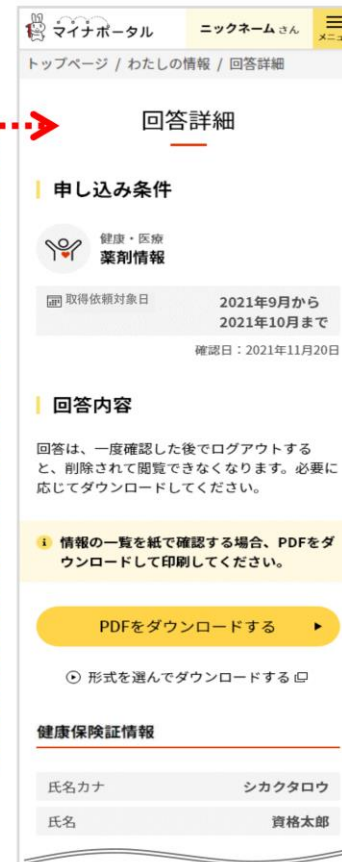 マイナポータル
ニックネーム さん
メニュー
トップページ / わたしの情報 / 回答詳細
回答詳細
申し込み条件
健康・医療
薬剤情報
取得依頼対象日
2021年9月から
2021年10月まで
確認日：2021年11月20日
回答内容
回答は、一度確認した後でログアウトする
と、削除されて閲覧できなくなります。必要に
応じてダウンロードしてください。
情報の一覧を紙で確認する場合、PDFをダ
ウンロードして印刷してください。
PDFをダウンロードする
形式を選んでダウンロードする
健康保険証情報
氏名カナ
シカクタロウ
氏名
資格太郎